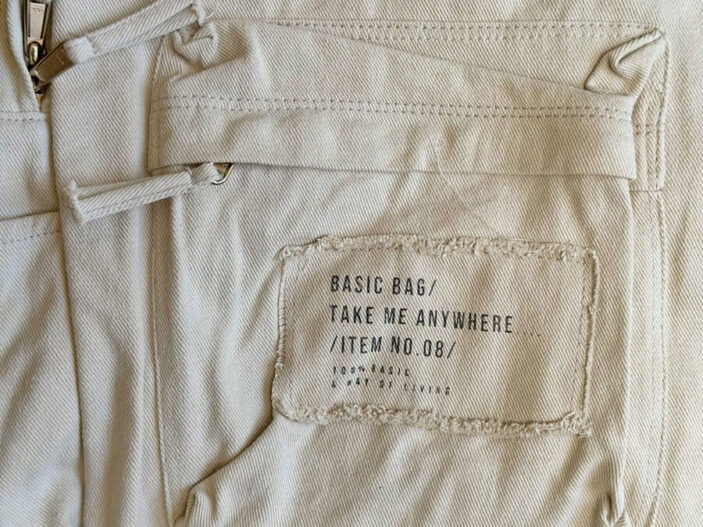 BASIC BAG/
TAKE ME ANYWHERE....
/ITEM NO.08/
100% BASIC
& WAY OF LIVING